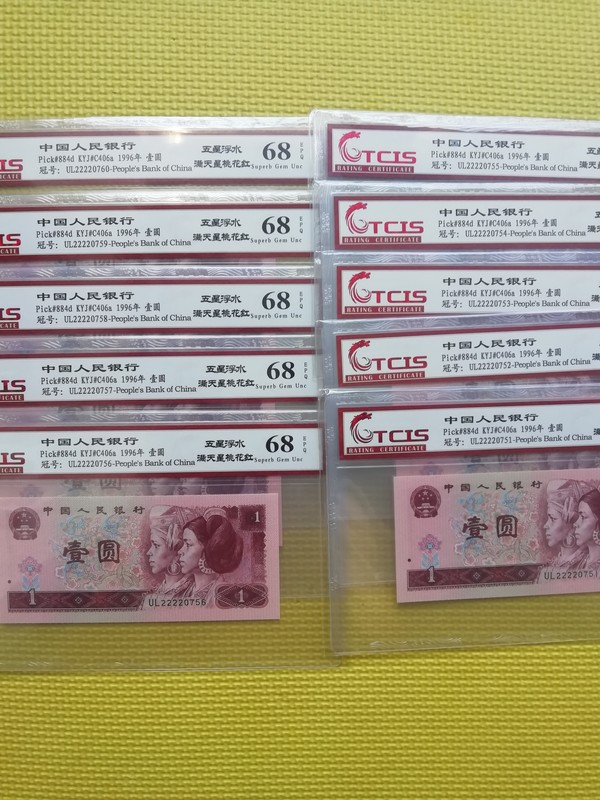 中国人民银行
Pick#884d KYJ#C406a 1996年 壹圆
冠号: UL22220760-People's Bank of China
五星浮水
满天星桃花红
68
EPQ
Superb Gem Unc
CATE
中国人民银行
Pick#884d KYJ#C406a 1996年 壹圆
冠号: UL22220759-People's Bank of China
五星浮水
满天星桃花红
68
EPQ
Superb Gem Unc
IS
CATE
中国人民银行
Pick#884d KYJ#C406a 1996年 壹圆
冠号: UL22220758-People's Bank of China
五星浮水
满天星桃花红
68
EPQ
Superb Gem Unc
IS
CATE
中国人民银行
Pick#884d KYJ#C406a 1996年 壹圆
冠号: UL22220757-People's Bank of China
五星浮水
满天星桃花红
68
EPQ
Superb Gem Unc
IS
CATE
中国人民银行
Pick#884d KYJ#C406a 1996年 壹圆
冠号: UL22220756-People's Bank of China
五星浮水
满天星桃花红
68
EPQ
Superb Gem Unc
IS
CATE
中国人民银行
壹圆
1
1
1
UL22220756
TCIS
RATING CERTIFICATE
中国人民银行
Pick#884d KYJ#C406a 1996年 壹圆
冠号: UL22220755-People's Bank of China
TCIS
RATING CERTIFICATE
中国人民银行
Pick#884d KYJ#C406a 1996年 壹圆
冠号: UL22220754-People's Bank of China
TCIS
RATING CERTIFICATE
中国人民银行
Pick#884d KYJ#C406a 1996年 壹圆
冠号: UL22220753-People's Bank of China
TCIS
RATING CERTIFICATE
中国人民银行
Pick#884d KYJ#C406a 1996年 壹圆
冠号: UL22220752-People's Bank of China
TCIS
RATING CERTIFICATE
中国人民银行
Pick#884d KYJ#C406a 1996年 壹圆
冠号: UL22220751-People's Bank of China
中国人民银行
壹圆
1
UL22220751